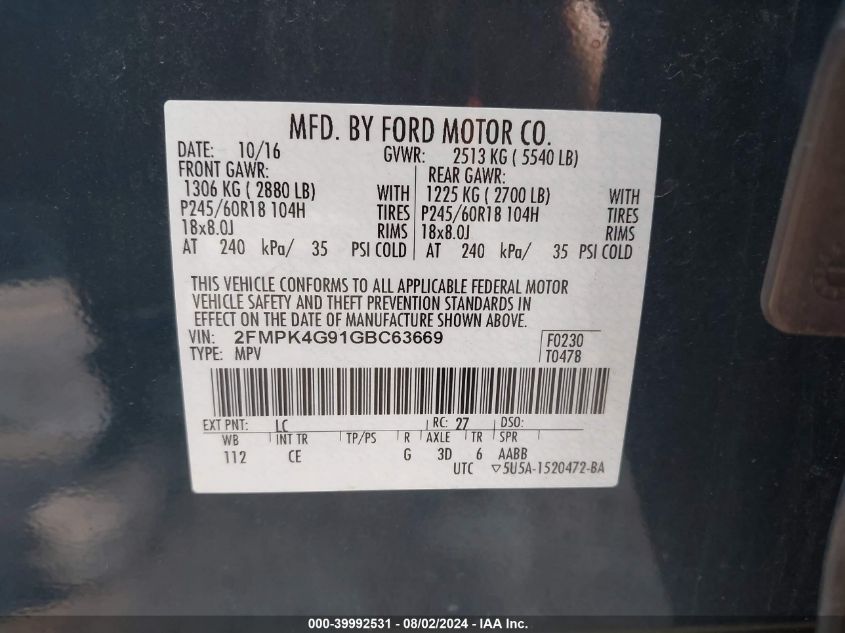 MFD. BY FORD MOTOR CO.
DATE: 10/16 GVWR: 2513 KG ( 5540 LB)
FRONT GAWR: REAR GAWR:
1306 KG ( 2880 LB) WITH 1225 KG ( 2700 LB) WITH
P245/60R18 104H TIRES P245/60R18 104H TIRES
18x8.0J RIMS 18x8.0J RIMS
AT 240 kPa/ 35 PSI COLD AT 240 kPa/ 35 PSI COLD
THIS VEHICLE CONFORMS TO ALL APPLICABLE FEDERAL MOTOR
VEHICLE SAFETY AND THEFT PREVENTION STANDARDS IN
EFFECT ON THE DATE OF MANUFACTURE SHOWN ABOVE.
VIN: 2FMPK4G91GBC63669 F0230
TYPE: MPV T0478
EXT PNT: LC RC: 27 DSO:
WB INT TR TP/PS R AXLE TR SPR
112 CE G 3D 6 AABB
UTC ▽5U5A-1520472-BA
000-39992531 - 08/02/2024 - IAA Inc.